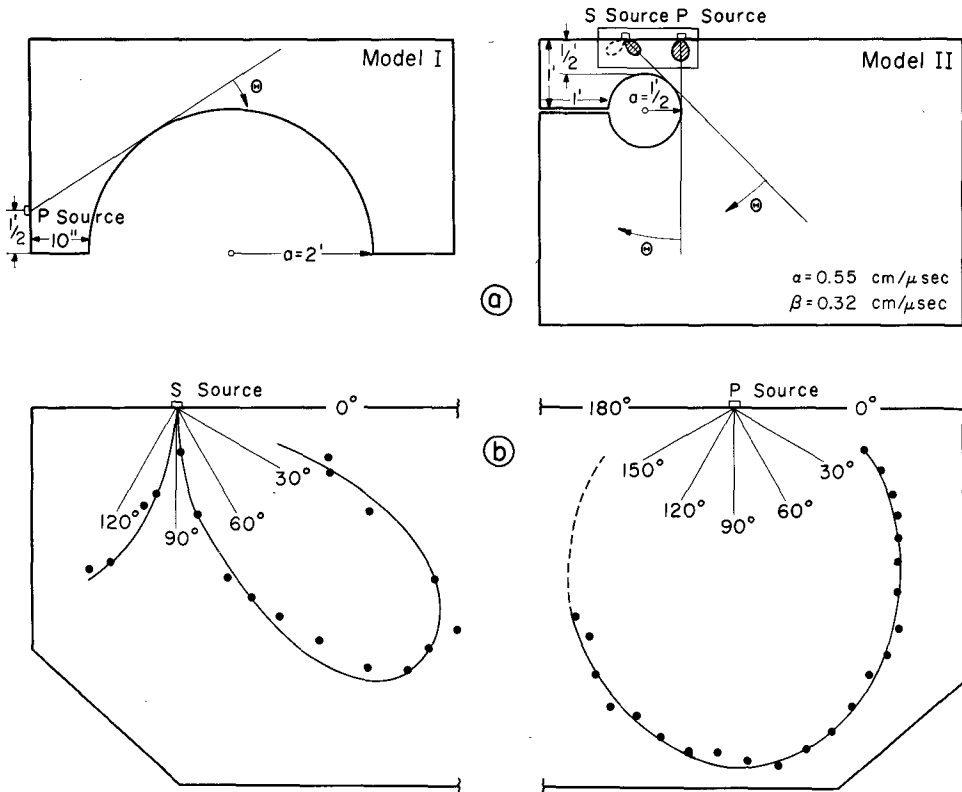 S Source P Source
Model I
Model II
Θ
1/2'
1'
1'
a=1/2'
P Source
1/2'
10"
a=2'
Θ
Θ
α=0.55 cm/μsec
β=0.32 cm/μsec
a
S Source
0°
30°
60°
90°
120°
b
P Source
180°
0°
150°
30°
120°
60°
90°